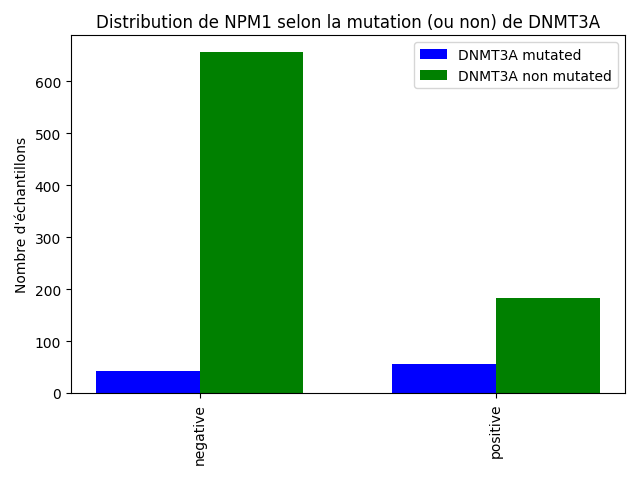 Distribution de NPM1 selon la mutation (ou non) de DNMT3A
DNMT3A mutated
DNMT3A non mutated
Nombre d'échantillons
600
500
400
300
200
100
0
negative
positive